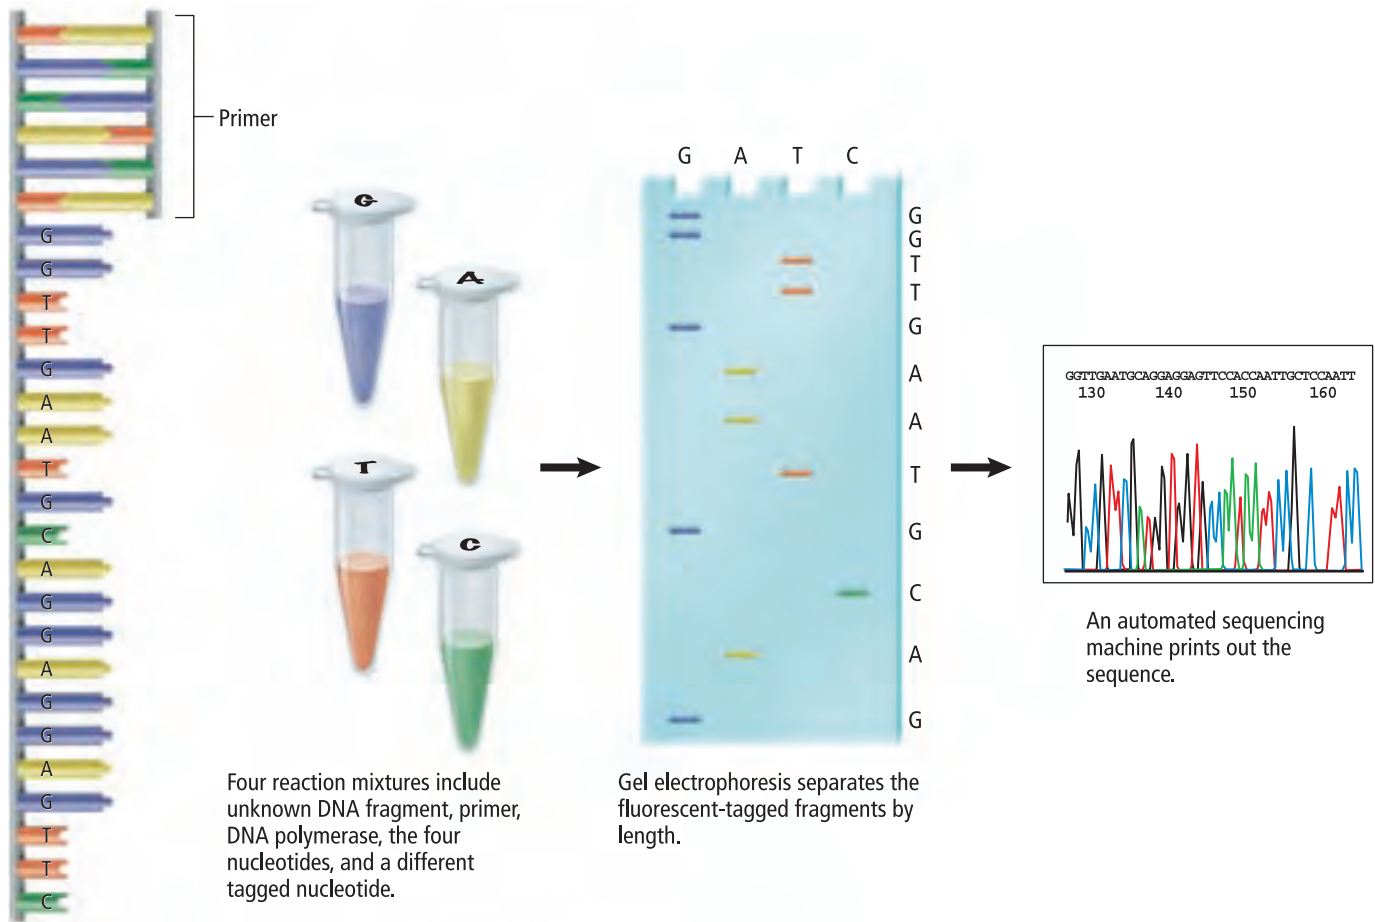 Primer
G
G
T
T
G
A
A
T
G
C
A
G
G
A
G
G
A
G
T
T
C
G
A
T
C
Four reaction mixtures include
unknown DNA fragment, primer,
DNA polymerase, the four
nucleotides, and a different
tagged nucleotide.
G A T C
G
G
T
T
G
A
A
T
G
C
A
G
Gel electrophoresis separates the
fluorescent-tagged fragments by
length.
GGTTGAATGCAGGAGGAGTTCCACCAATTGCTCCAATT
130 140 150 160
An automated sequencing
machine prints out the
sequence.